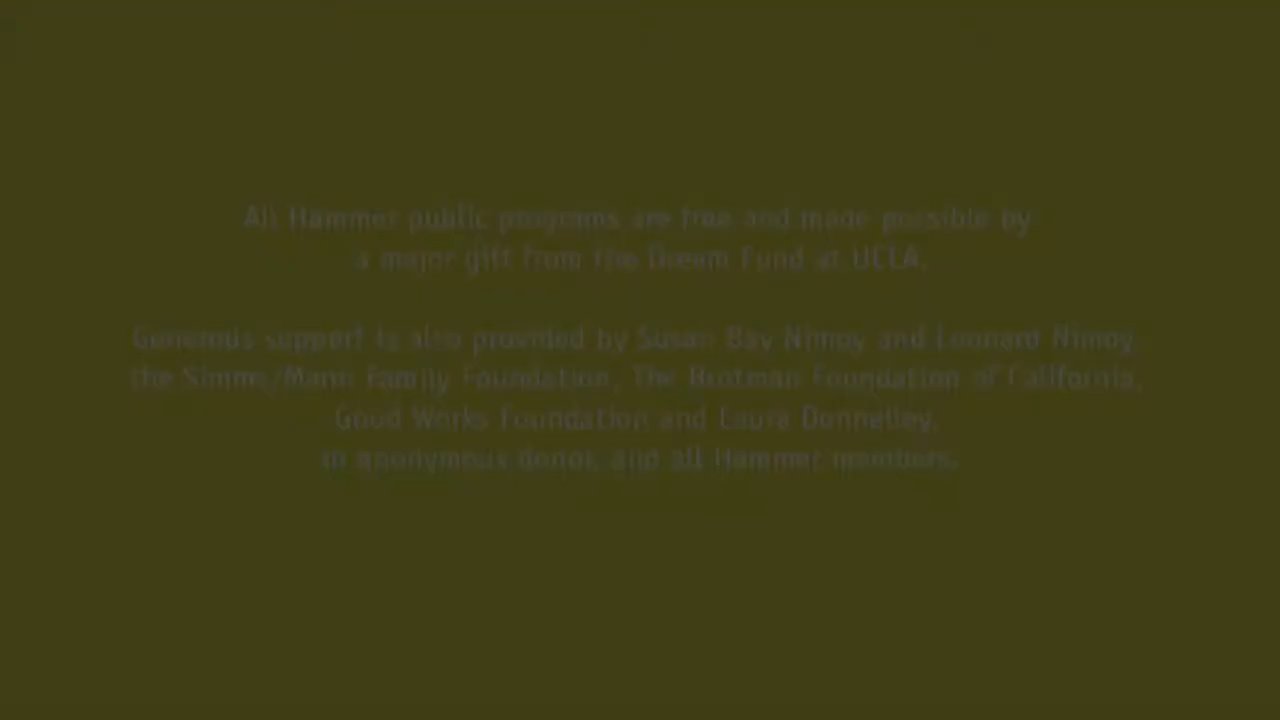 All Hammer public programs are free and made possible by
a major gift from the Dream Fund at UCLA.
Generous support is also provided by Susan Bay Nimoy and Leonard Nimoy,
the Simms/Mann Family Foundation, The Brotman Foundation of California,
Good Works Foundation and Laura Donnelley,
an anonymous donor, and all Hammer members.